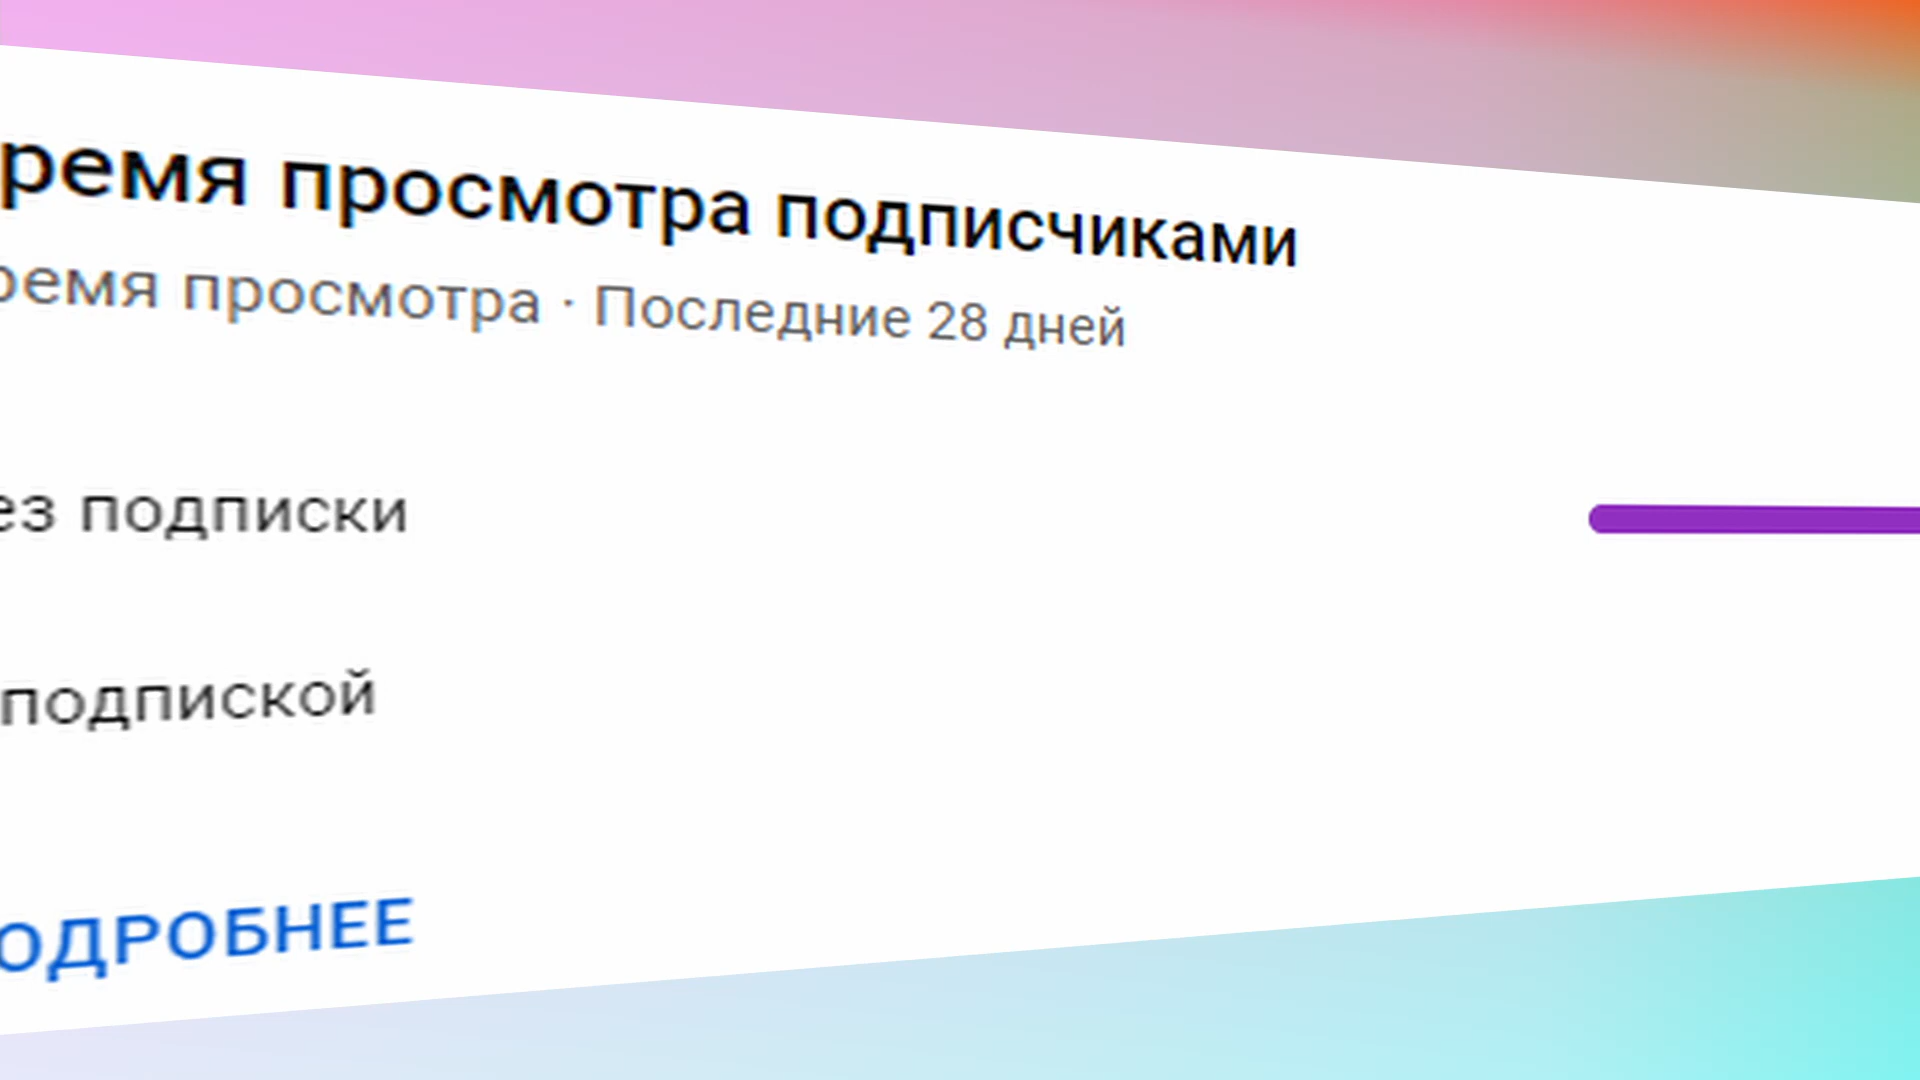 ремя просмотра подписчиками
ремя просмотра · Последние 28 дней
ез подписки
подпиской
ОДРОБНЕЕ